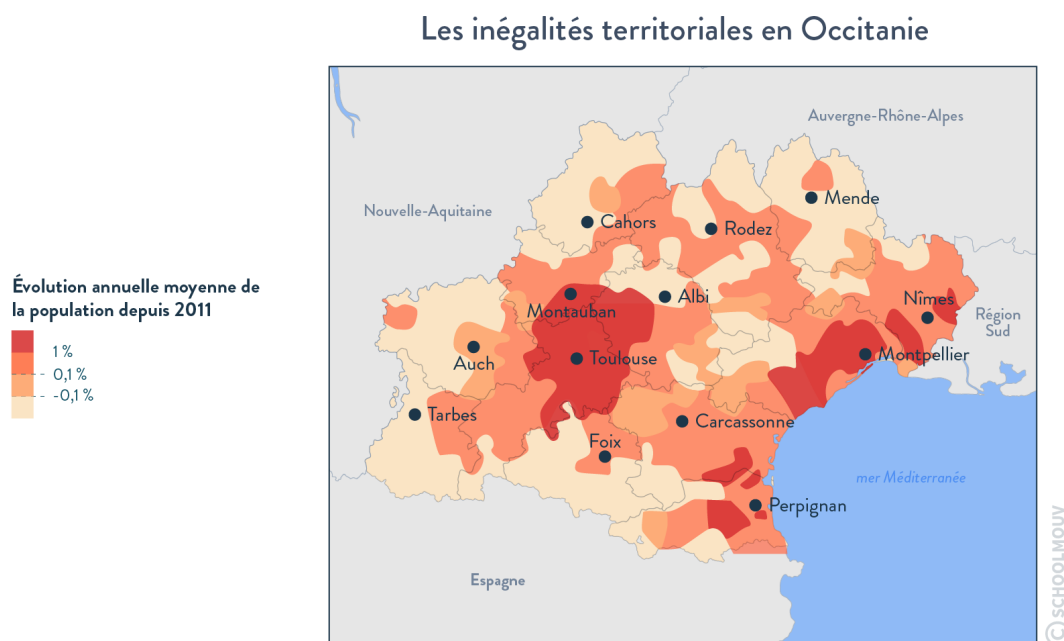 Les inégalités territoriales en Occitanie
Auvergne-Rhône-Alpes
Nouvelle-Aquitaine
Mende
Cahors
Rodez
Évolution annuelle moyenne de
la population depuis 2011
1 %
0,1 %
-0,1 %
Albi
Nîmes
Montauban
Région
Sud
Auch
Toulouse
Montpellier
Tarbes
Carcassonne
Foix
mer Méditerranée
Perpignan
Espagne
© SCHOOLMOUV